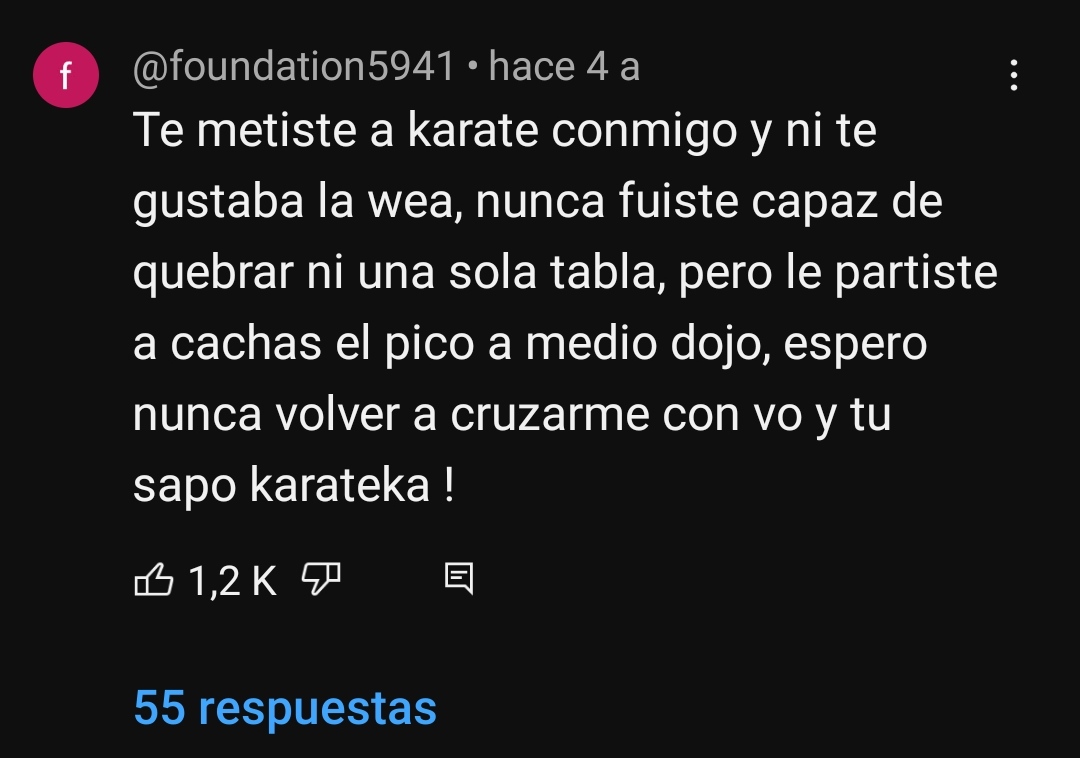 f
@foundation5941 • hace 4 a
Te metiste a karate conmigo y ni te
gustaba la wea, nunca fuiste capaz de
quebrar ni una sola tabla, pero le partiste
a cachas el pico a medio dojo, espero
nunca volver a cruzarme con vo y tu
sapo karateka !
1,2 K
55 respuestas